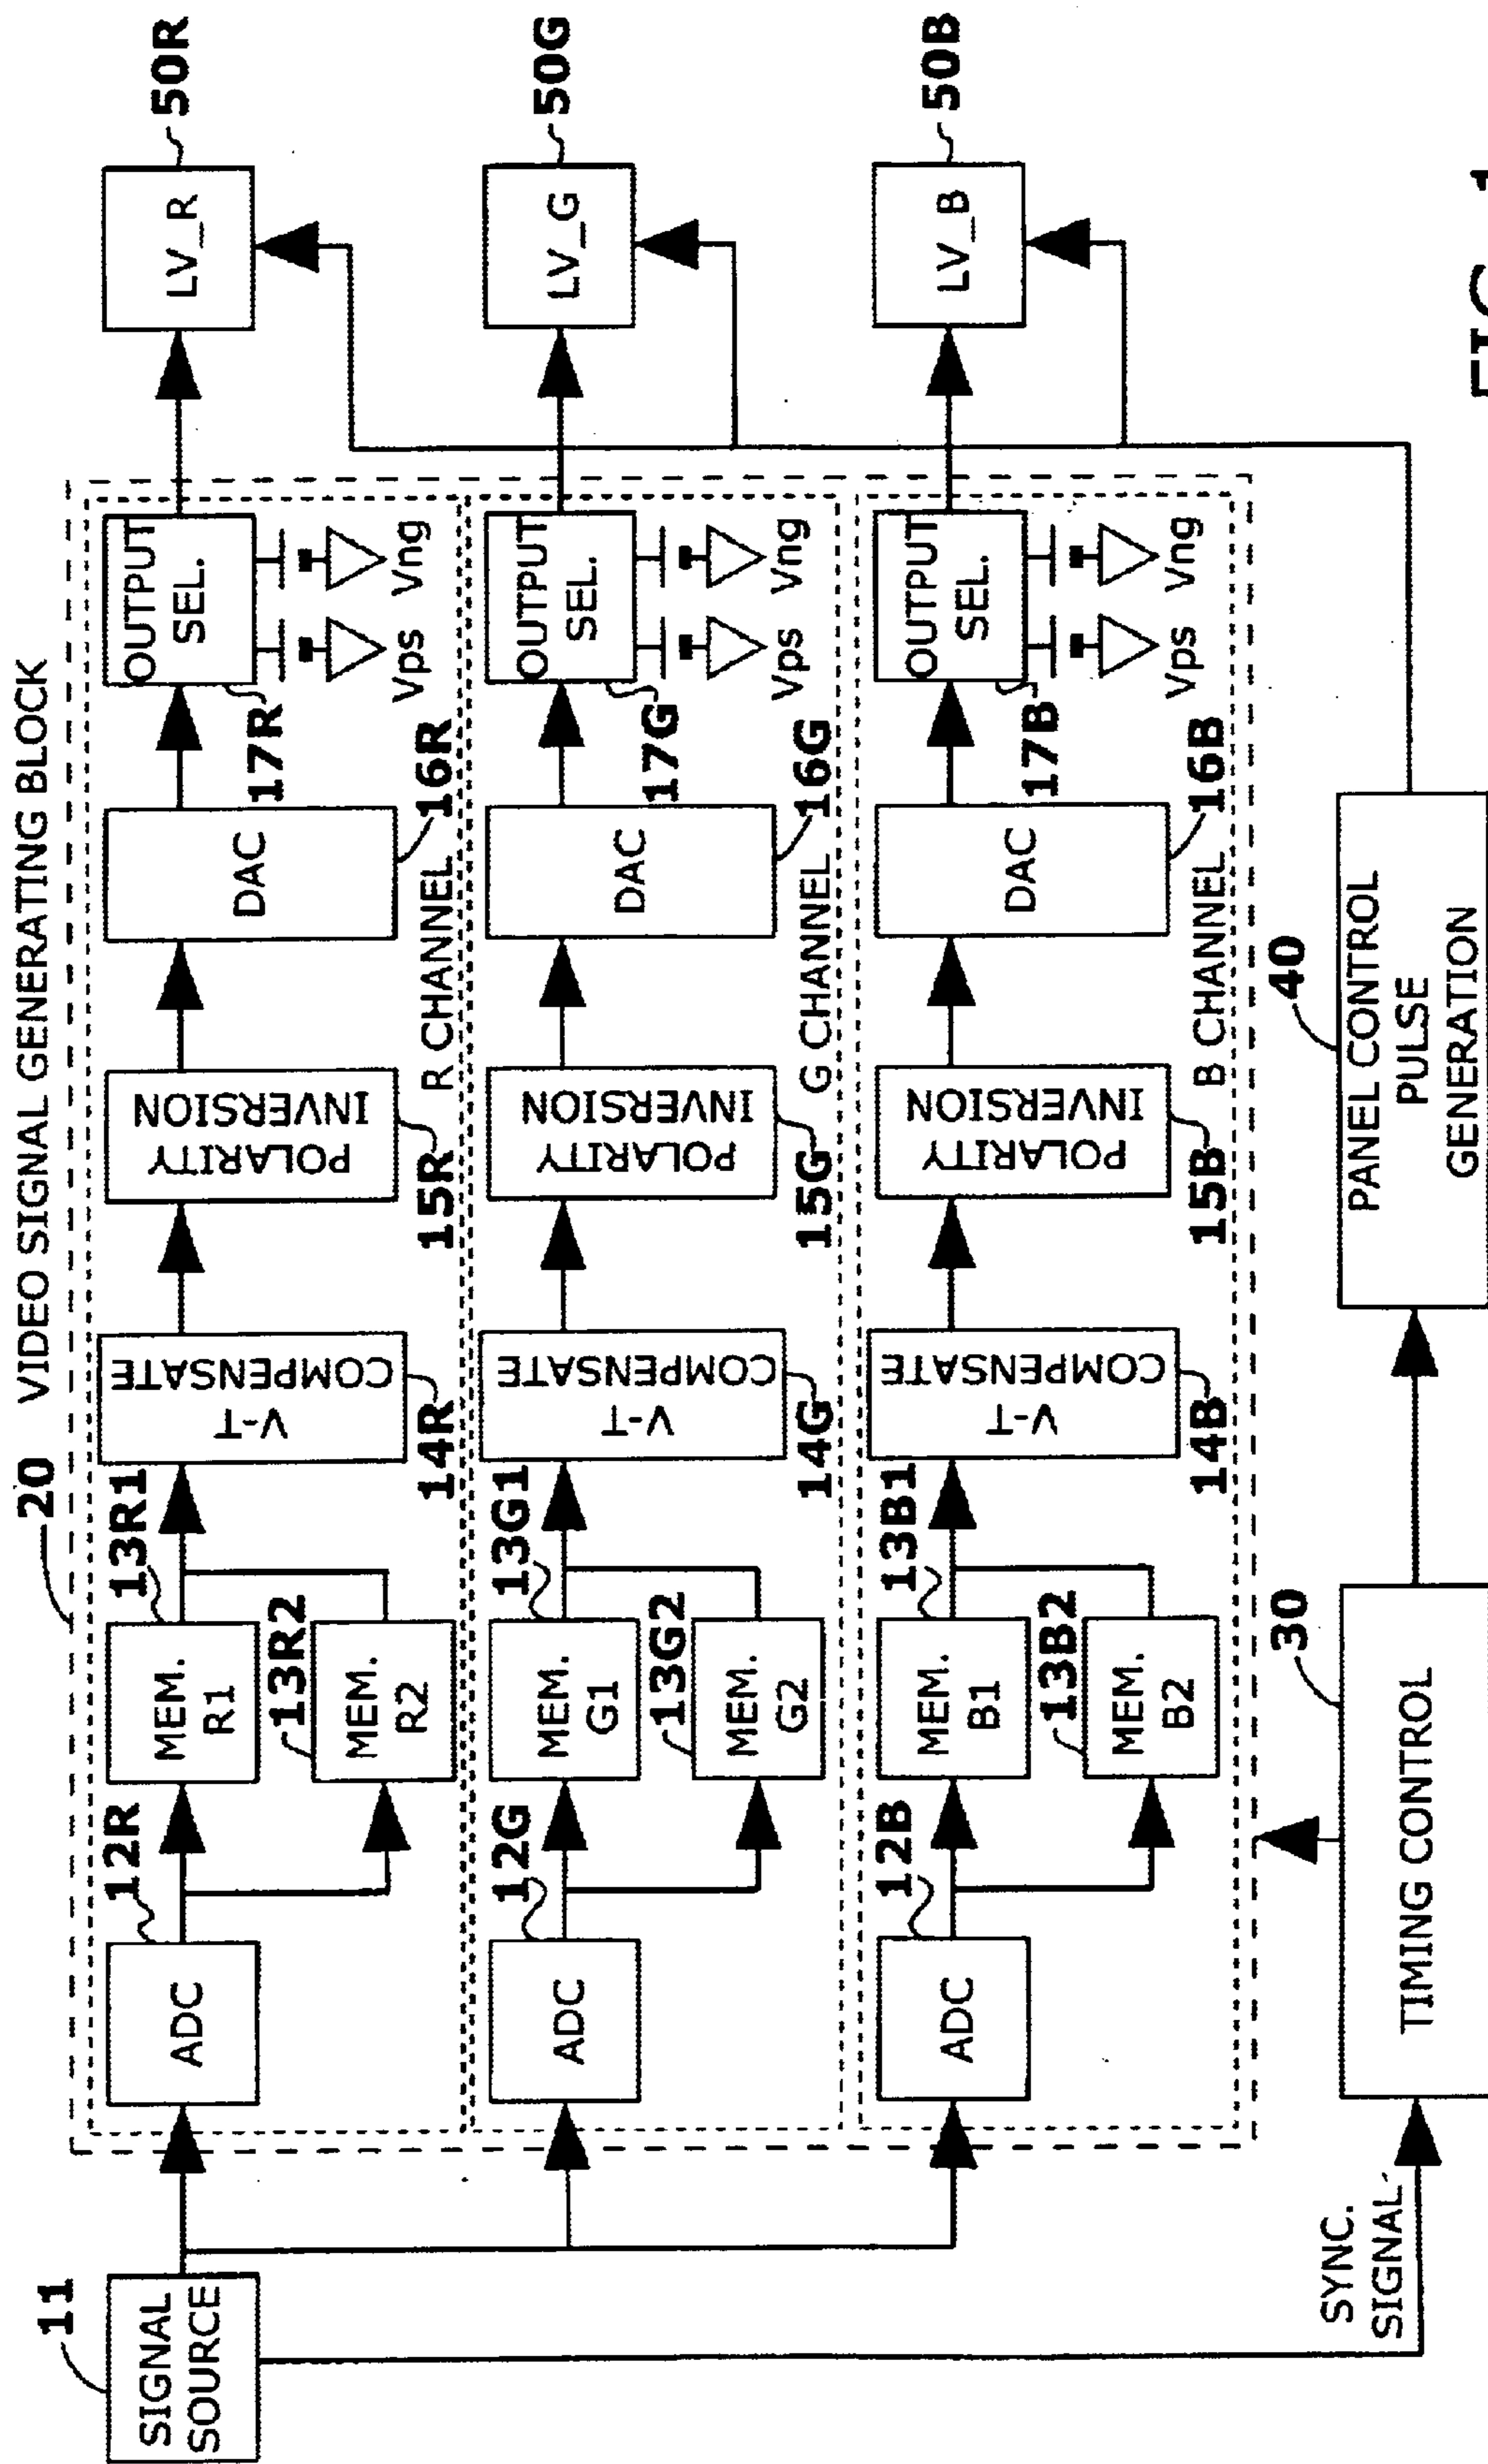 20 VIDEO SIGNAL GENERATING BLOCK
11
SIGNAL
SOURCE
ADC
12R
MEM.
R1
13R1
MEM.
R2
13R2
V-T
COMPENSATE
14R
POLARITY
INVERSION
15R
R CHANNEL
DAC
16R
OUTPUT
SEL.
17R
Vps
Vng
LV_R
50R
ADC
12G
MEM.
G1
13G1
MEM.
G2
13G2
V-T
COMPENSATE
14G
POLARITY
INVERSION
15G
G CHANNEL
DAC
16G
OUTPUT
SEL.
17G
Vps
Vng
LV_G
50G
ADC
12B
MEM.
B1
13B1
MEM.
B2
13B2
V-T
COMPENSATE
14B
POLARITY
INVERSION
15B
B CHANNEL
DAC
16B
OUTPUT
SEL.
17B
Vps
Vng
LV_B
50B
SYNC.
SIGNAL
30
TIMING CONTROL
40
PANEL CONTROL
PULSE
GENERATION